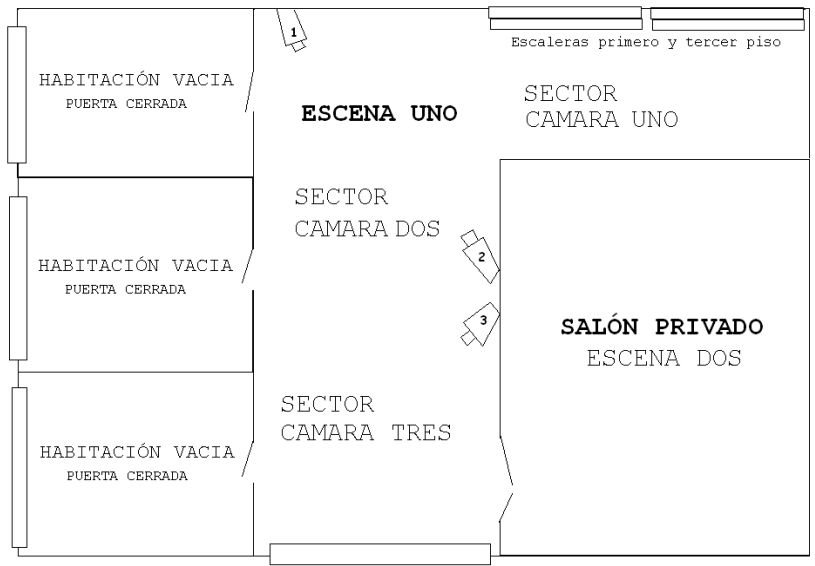 1
Escaleras primero y tercer piso
HABITACIÓN VACIA
PUERTA CERRADA
ESCENA UNO
SECTOR
CAMARA UNO
SECTOR
CAMARA DOS
2
HABITACIÓN VACIA
PUERTA CERRADA
3
SALÓN PRIVADO
ESCENA DOS
SECTOR
CAMARA TRES
HABITACIÓN VACIA
PUERTA CERRADA